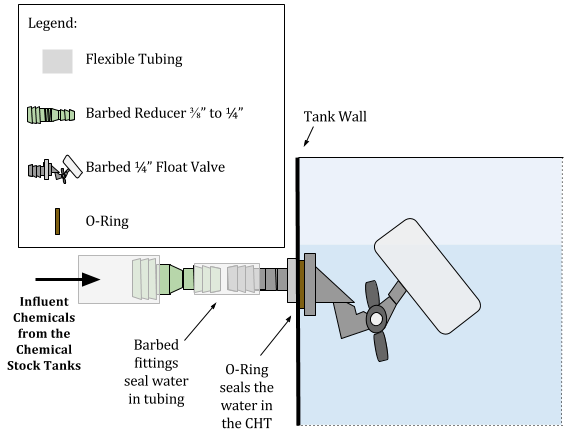 Legend:
Flexible Tubing
Barbed Reducer ⅜” to ¼”
Barbed ¼” Float Valve
O-Ring
Tank Wall
Influent
Chemicals
from the
Chemical
Stock Tanks
Barbed
fittings
seal water
in tubing
O-Ring
seals the
water in
the CHT